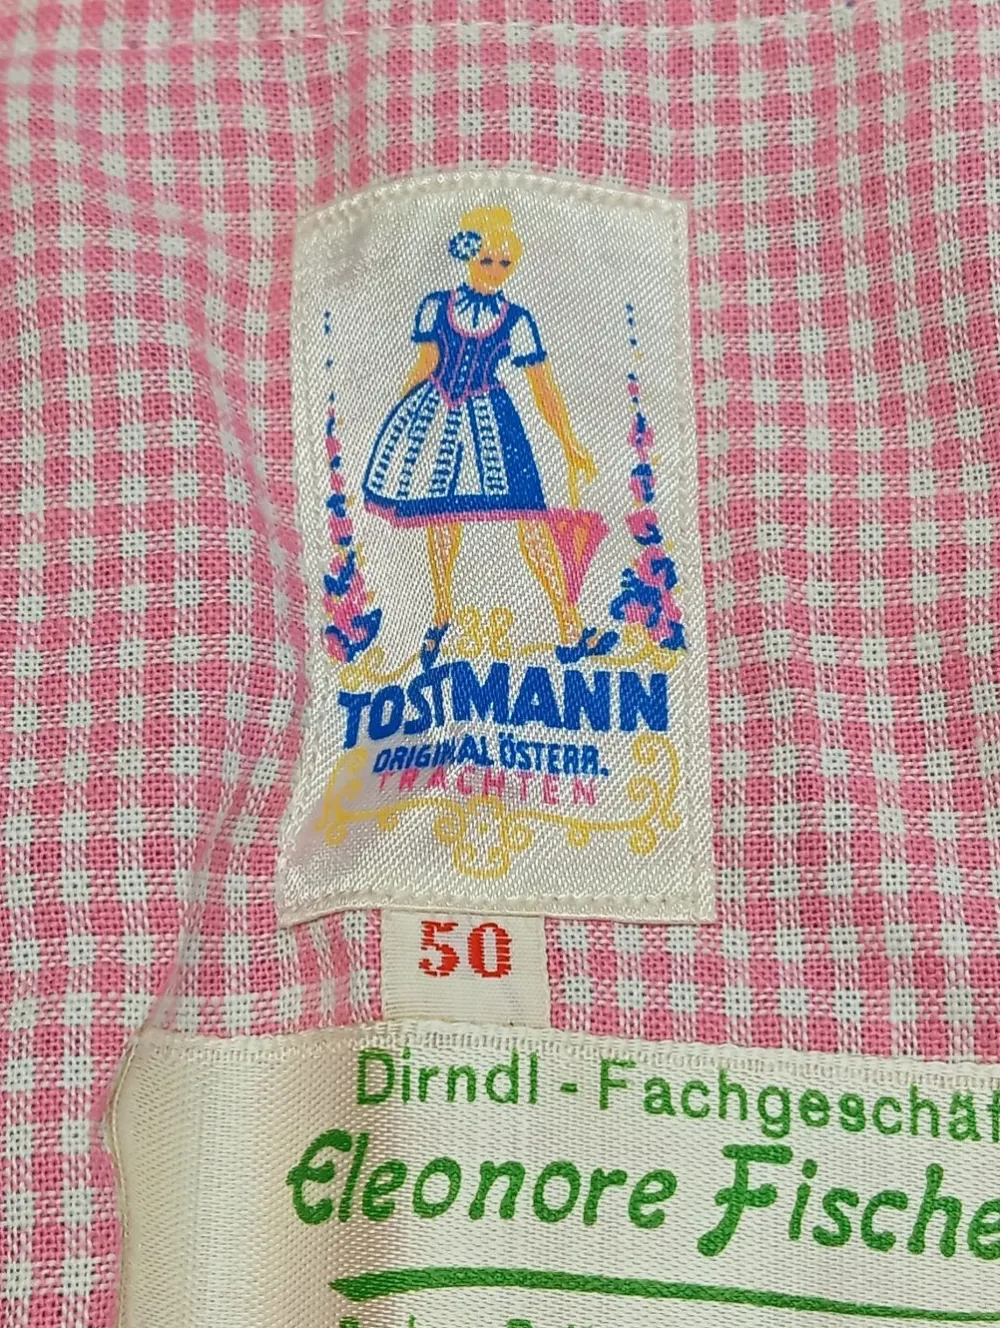 TOSTMANN
ORIGINAL ÖSTERR.
TRACHTEN
50
Dirndl - Fachgeschäf
Eleonore Fische